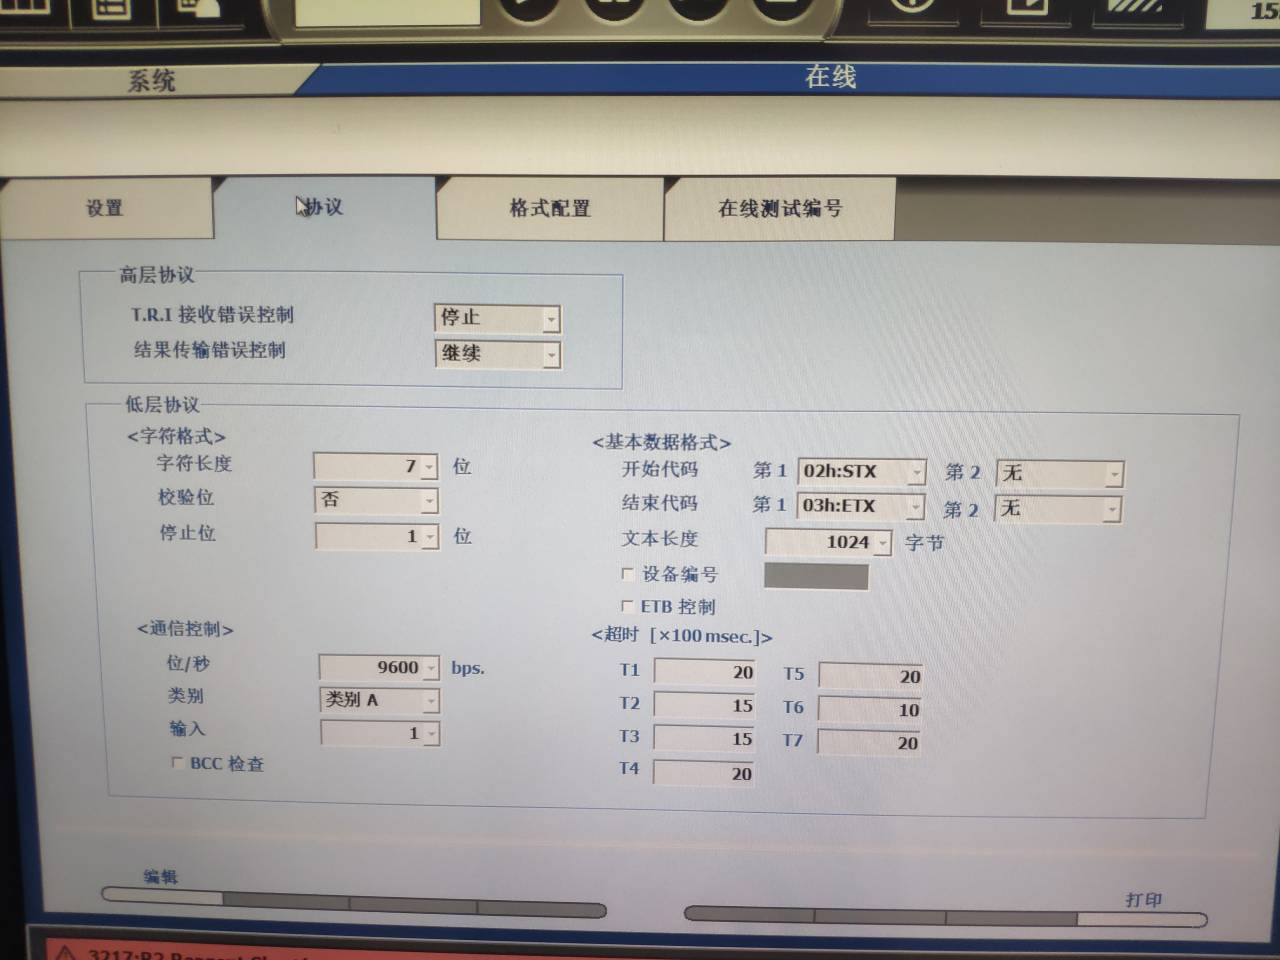 15
系统
在线
设置
协议
格式配置
在线测试编号
高层协议
T.R.I 接收错误控制 停止
结果传输错误控制 继续
低层协议
<字符格式>
字符长度 7 位
校验位 否
停止位 1 位
<基本数据格式>
开始代码 第 1 02h:STX 第 2 无
结束代码 第 1 03h:ETX 第 2 无
文本长度 1024 字节
设备编号
ETB 控制
<通信控制>
位/秒 9600 bps.
类别 类别 A
输入 1
BCC 检查
<超时 [×100 msec.]>
T1 20 T5 20
T2 15 T6 10
T3 15 T7 20
T4 20
编辑
打印
3217:R2 Reagent